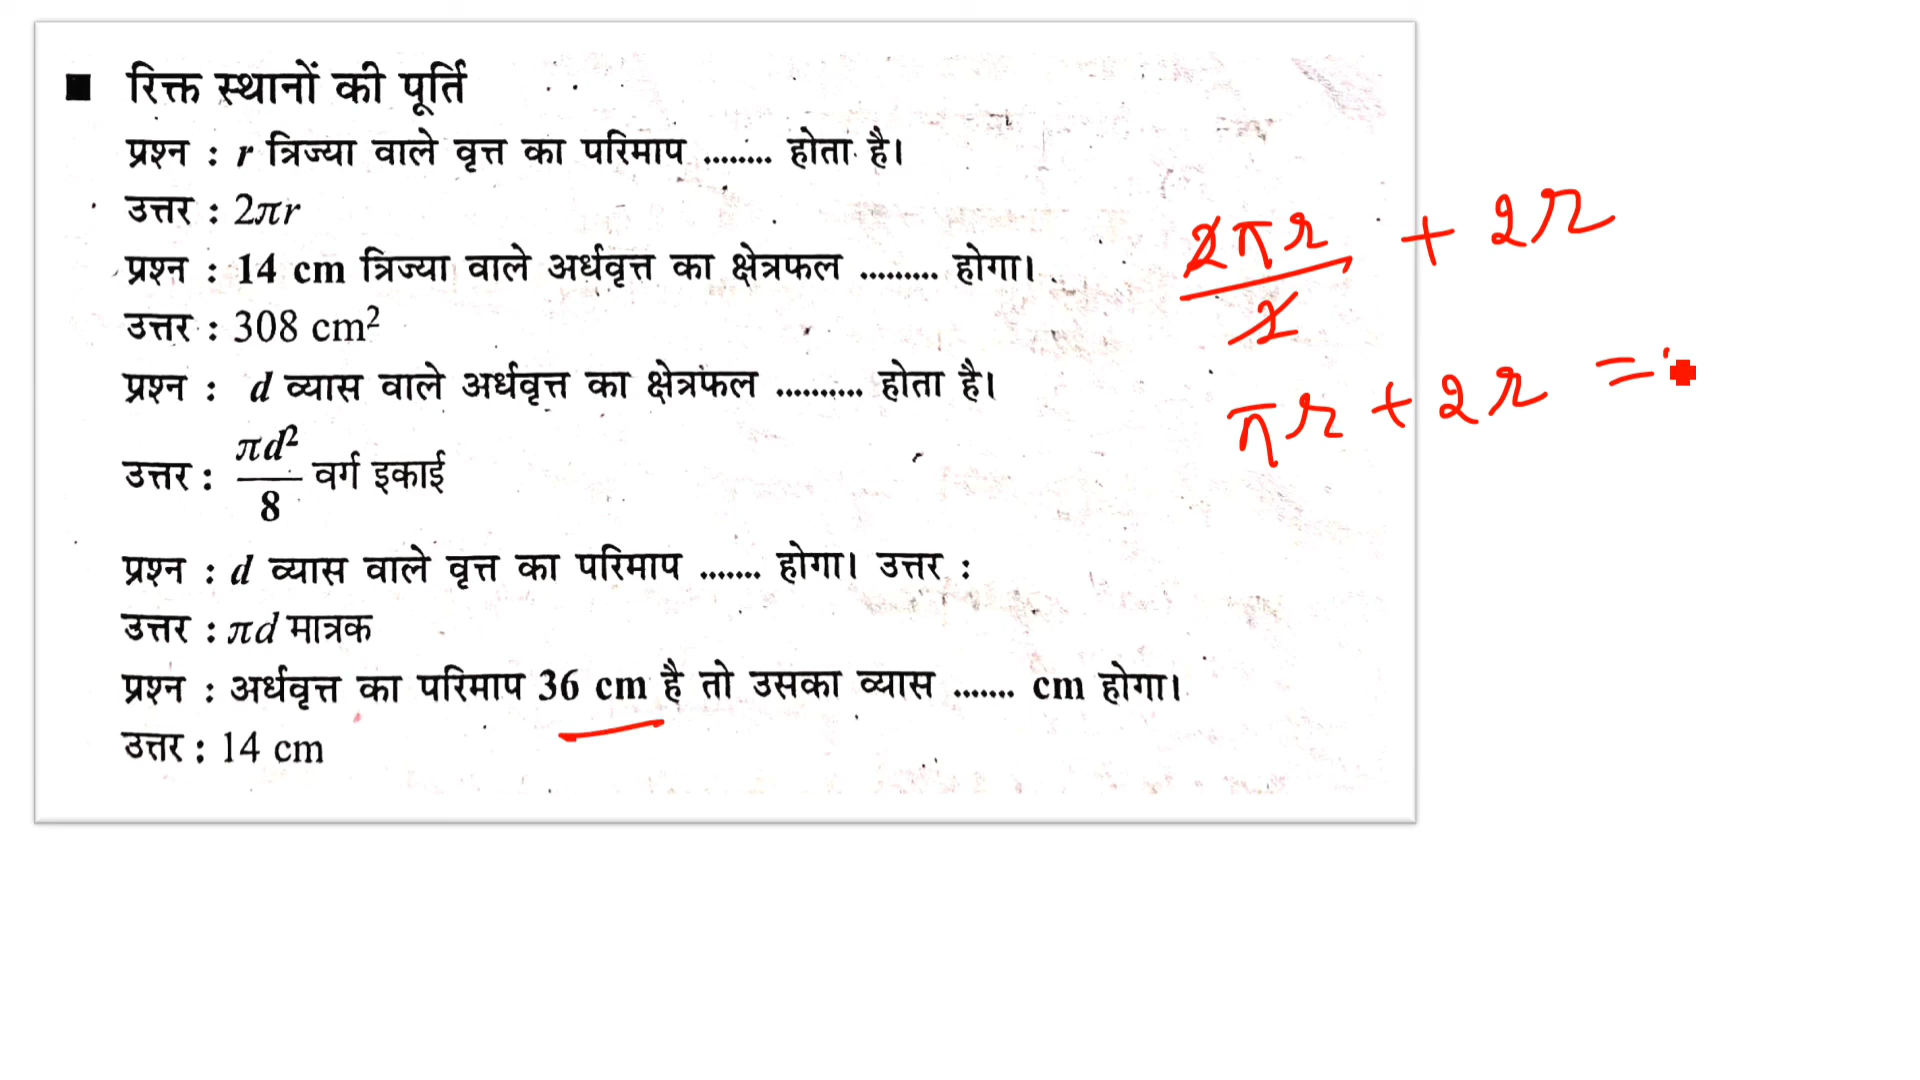 ■ रिक्त स्थानों की पूर्ति
प्रश्न : r त्रिज्या वाले वृत्त का परिमाप ........ होता है।
उत्तर : 2πr
प्रश्न : 14 cm त्रिज्या वाले अर्धवृत्त का क्षेत्रफल ......... होगा।
उत्तर : 308 cm²
प्रश्न : d व्यास वाले अर्धवृत्त का क्षेत्रफल .......... होता है।
उत्तर : πd²/8 वर्ग इकाई
प्रश्न : d व्यास वाले वृत्त का परिमाप ....... होगा। उत्तर :
उत्तर : πd मात्रक
प्रश्न : अर्धवृत्त का परिमाप 36 cm है तो उसका व्यास ....... cm होगा।
उत्तर : 14 cm
2πr/2 + 2r
πr + 2r =